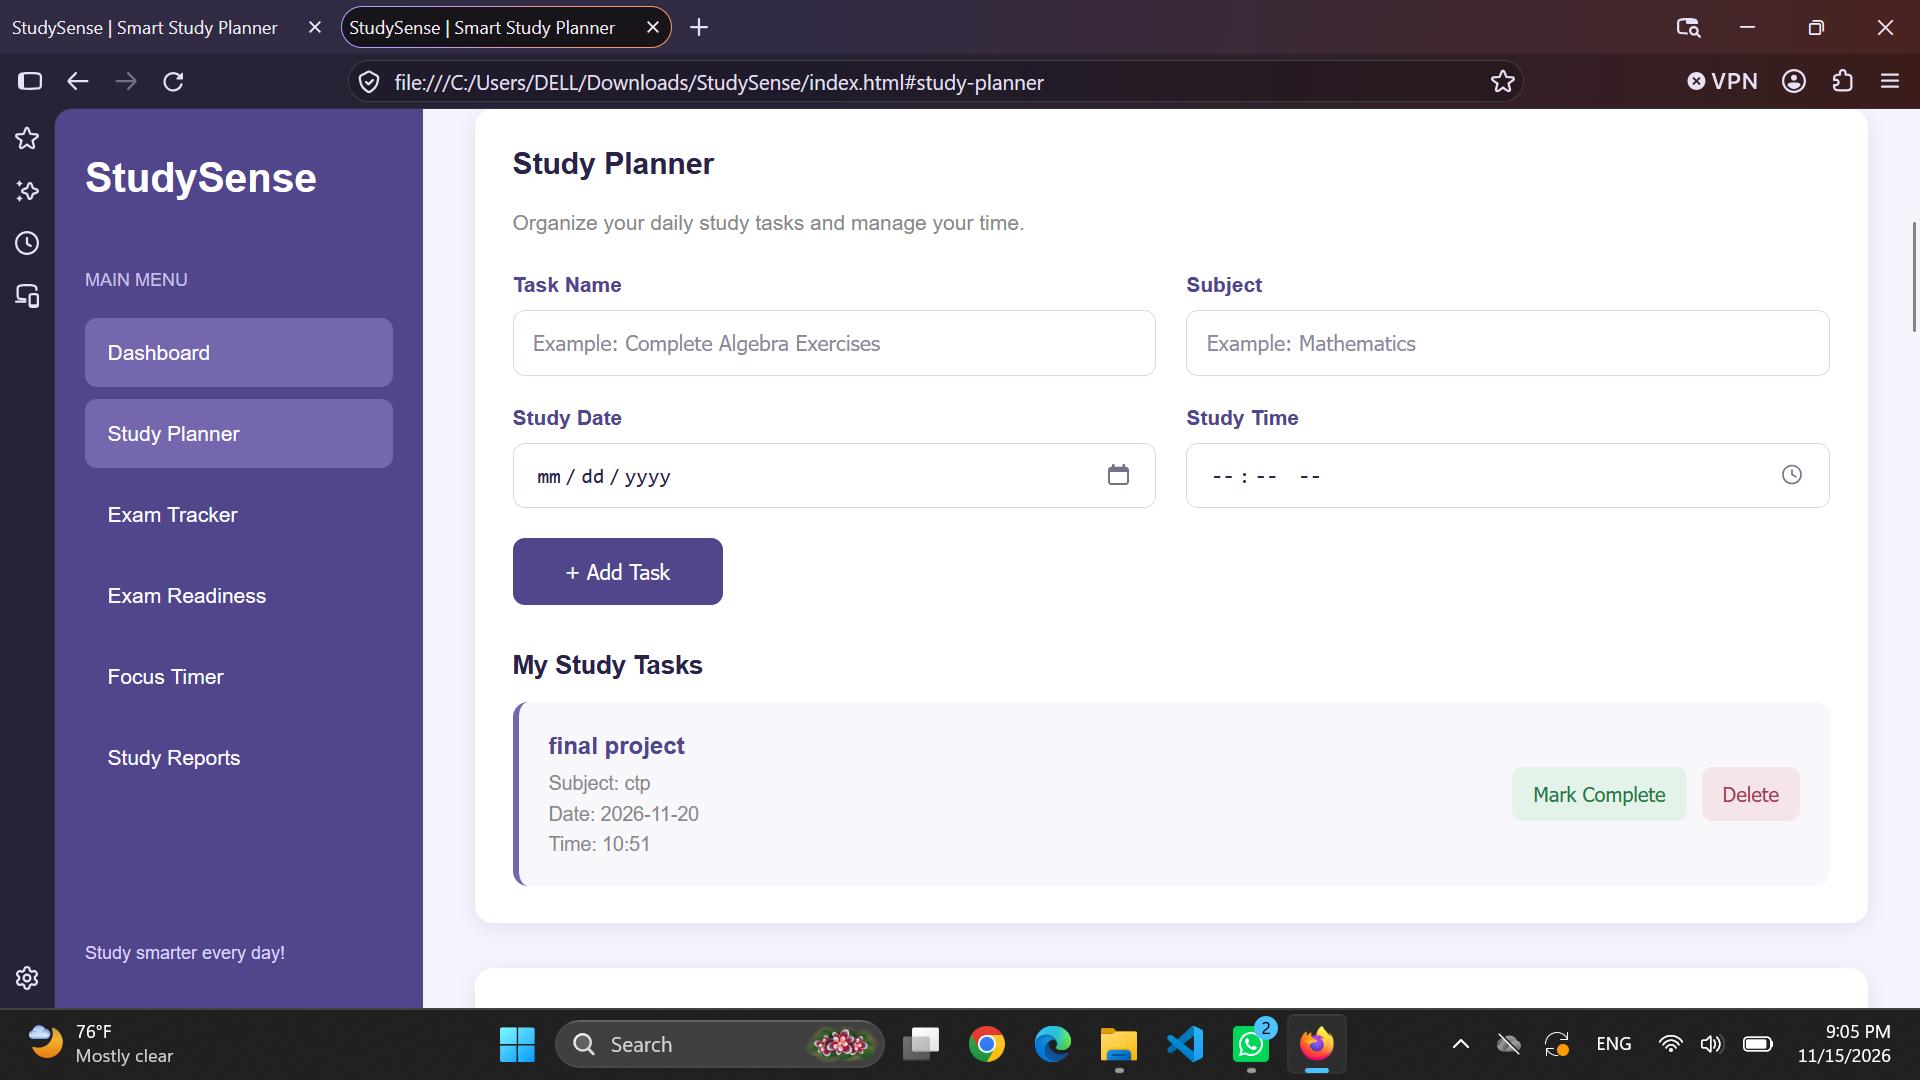 StudySense | Smart Study Planner
StudySense | Smart Study Planner
file:///C:/Users/DELL/Downloads/StudySense/index.html#study-planner
VPN
StudySense
MAIN MENU
Dashboard
Study Planner
Exam Tracker
Exam Readiness
Focus Timer
Study Reports
Study smarter every day!
Study Planner
Organize your daily study tasks and manage your time.
Task Name
Subject
Example: Complete Algebra Exercises
Example: Mathematics
Study Date
Study Time
mm / dd / yyyy
-- : -- --
+ Add Task
My Study Tasks
final project
Subject: ctp
Date: 2026-11-20
Time: 10:51
Mark Complete
Delete
76°F
Mostly clear
Search
2
ENG
9:05 PM
11/15/2026